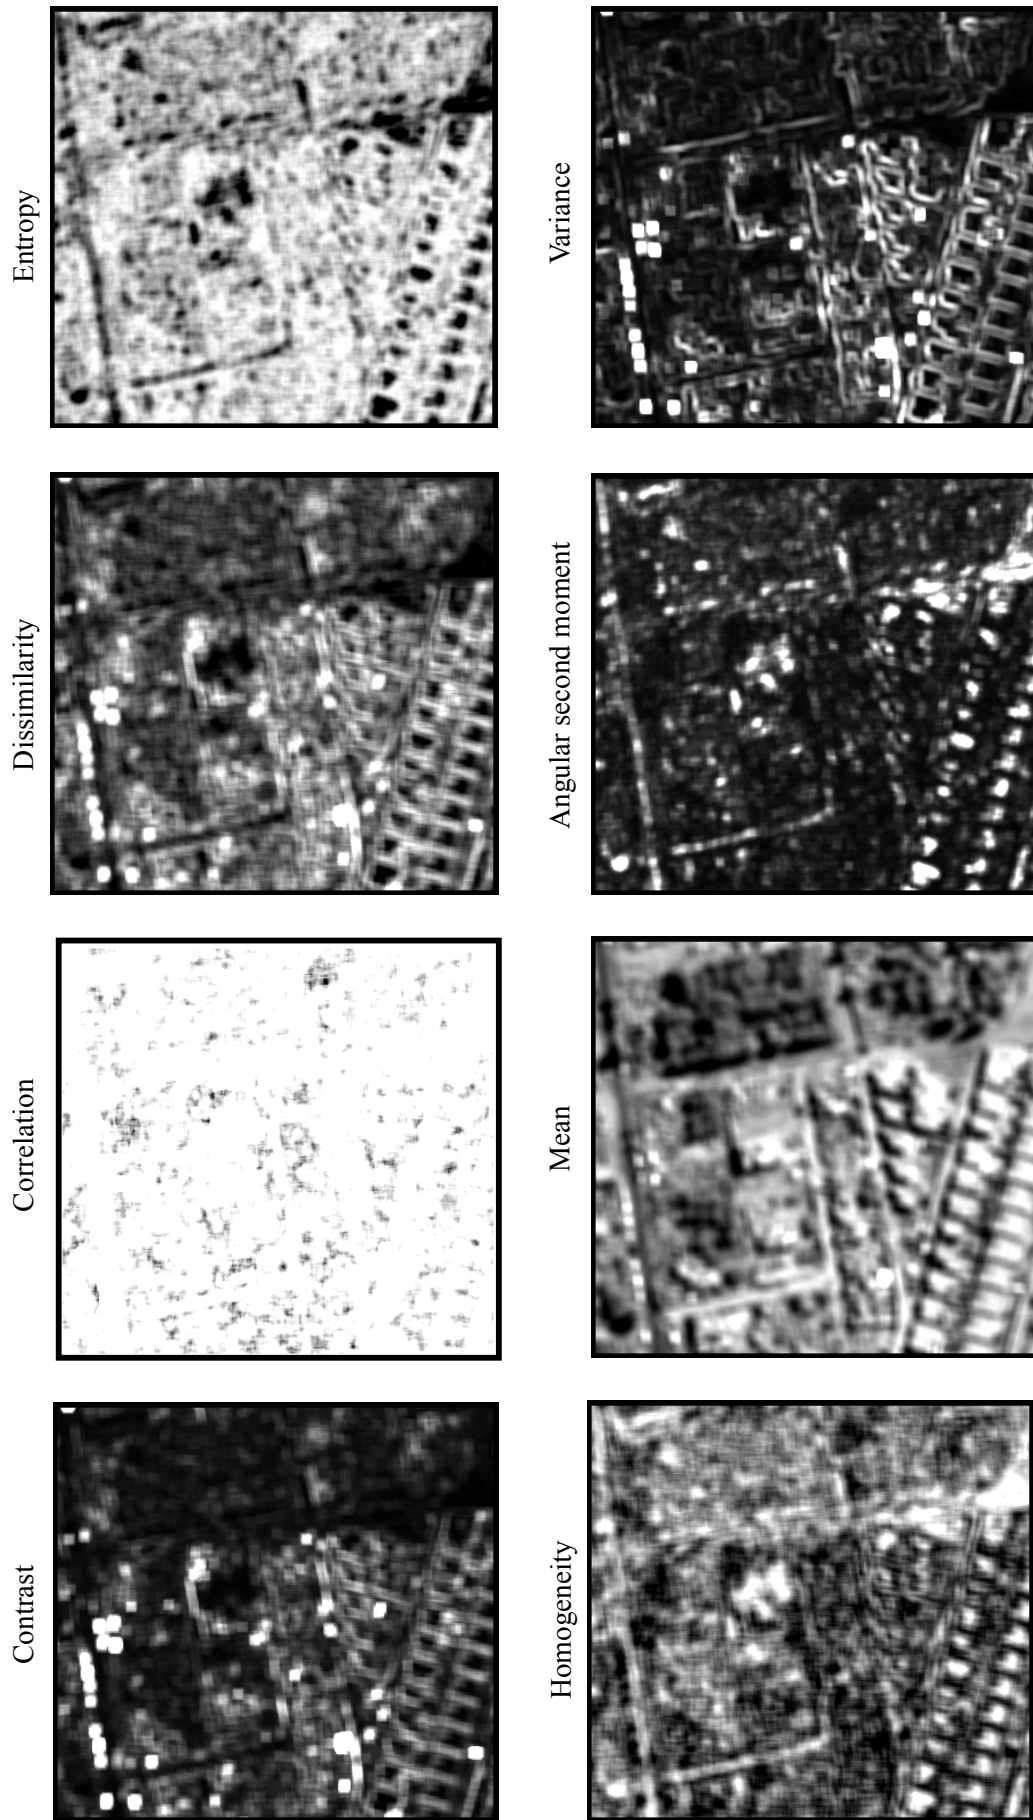 Contrast
Correlation
Dissimilarity
Entropy
Homogeneity
Mean
Angular second moment
Variance